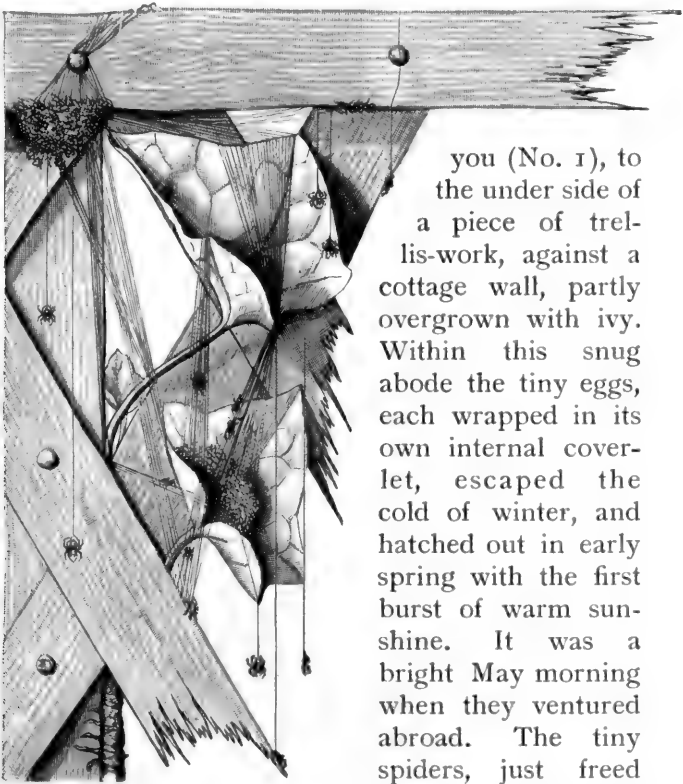 you (No. 1), to
the under side of
a piece of trel-
lis-work, against a
cottage wall, partly
overgrown with ivy.
Within this snug
abode the tiny eggs,
each wrapped in its
own internal cover-
let, escaped the
cold of winter, and
hatched out in early
spring with the first
burst of warm sun-
shine. It was a
bright May morning
when they ventured
abroad. The tiny
spiders, just freed